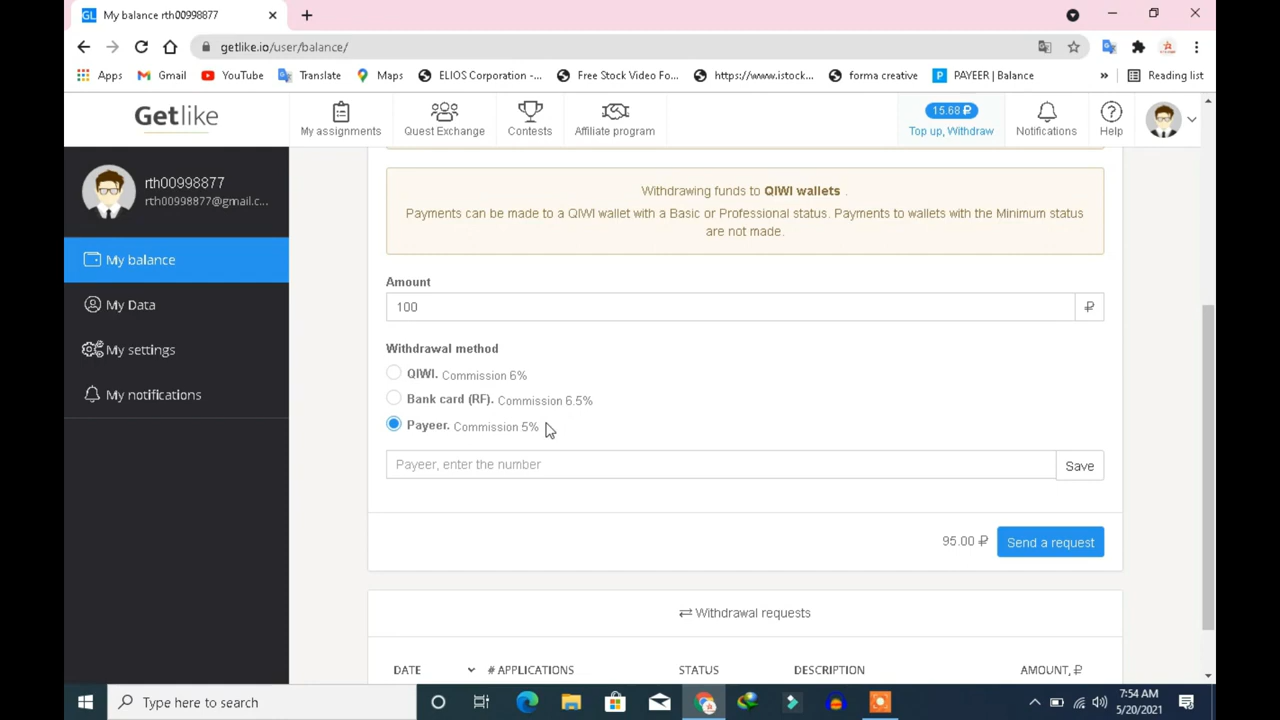 GL My balance rth00998877
getlike.io/user/balance/
Apps Gmail YouTube Translate Maps ELIOS Corporation -... Free Stock Video Fo... https://www.istock... forma creative P PAYEER | Balance » Reading list
Getlike
My assignments
Quest Exchange
Contests
Affiliate program
15.68 ₽
Top up, Withdraw
Notifications
Help
rth00998877
rth00998877@gmail.c...
My balance
My Data
My settings
My notifications
Withdrawing funds to QIWI wallets .
Payments can be made to a QIWI wallet with a Basic or Professional status. Payments to wallets with the Minimum status
are not made.
Amount
100 ₽
Withdrawal method
QIWI. Commission 6%
Bank card (RF). Commission 6.5%
Payeer. Commission 5%
Payeer, enter the number Save
95.00 ₽ Send a request
Withdrawal requests
DATE # APPLICATIONS STATUS DESCRIPTION AMOUNT, ₽
Type here to search
7:54 AM
5/20/2021